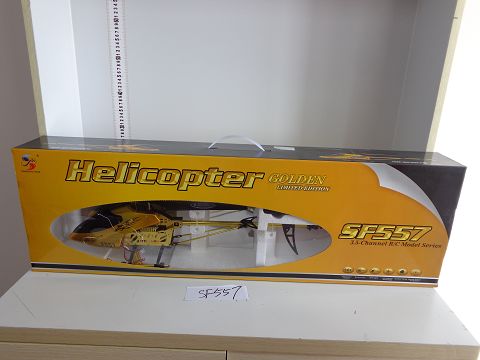 Helicopter
GOLDEN
LIMITED EDITION
SF557
3.5-Channel R/C Model Series
SF557